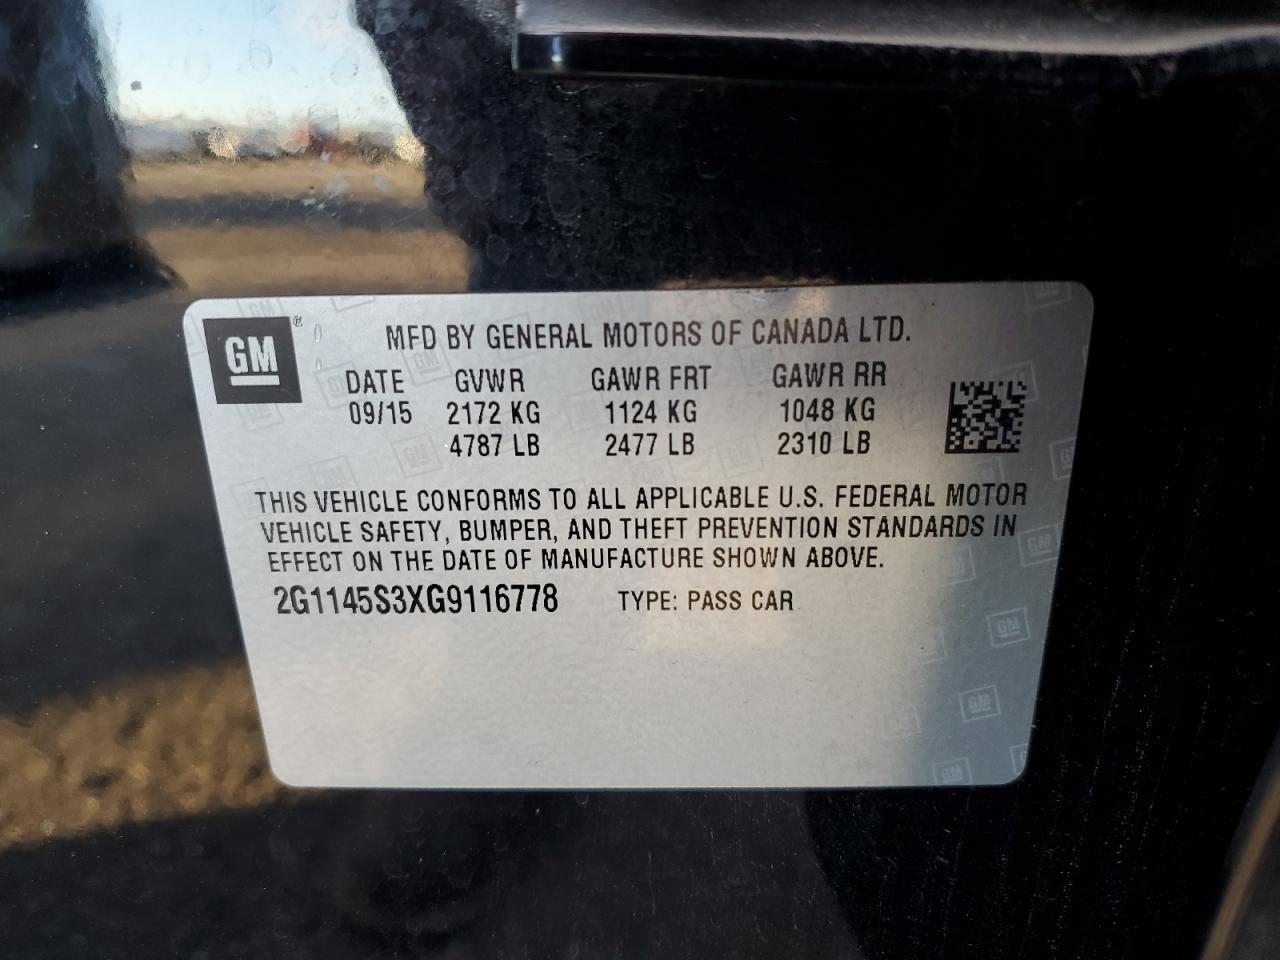 GM ®
MFD BY GENERAL MOTORS OF CANADA LTD.
DATE GVWR GAWR FRT GAWR RR
09/15 2172 KG 1124 KG 1048 KG
4787 LB 2477 LB 2310 LB
THIS VEHICLE CONFORMS TO ALL APPLICABLE U.S. FEDERAL MOTOR
VEHICLE SAFETY, BUMPER, AND THEFT PREVENTION STANDARDS IN
EFFECT ON THE DATE OF MANUFACTURE SHOWN ABOVE.
2G1145S3XG9116778 TYPE: PASS CAR